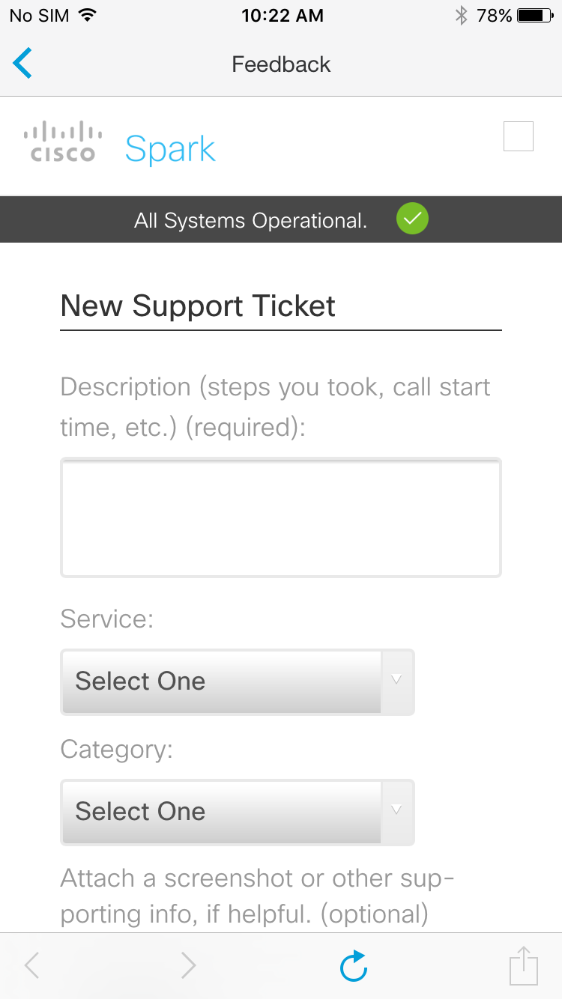 No SIM 10:22 AM 78%
Feedback
CISCO Spark
All Systems Operational.
New Support Ticket
Description (steps you took, call start
time, etc.) (required):
Service:
Select One
Category:
Select One
Attach a screenshot or other sup-
porting info, if helpful. (optional)